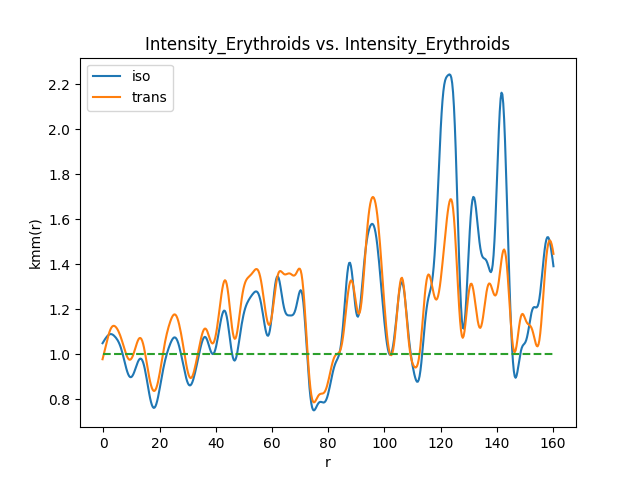 Intensity_Erythroids vs. Intensity_Erythroids
iso
trans
kmm(r)
2.2
2.0
1.8
1.6
1.4
1.2
1.0
0.8
0 20 40 60 80 100 120 140 160
r